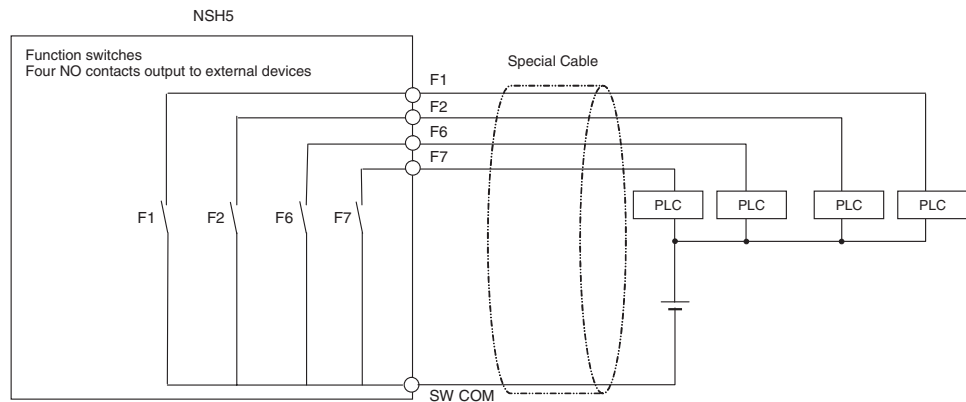 NSH5
Function switches
Four NO contacts output to external devices
Special Cable
F1
F2
F6
F7
PLC PLC PLC PLC
F1 F2 F6 F7
SW COM